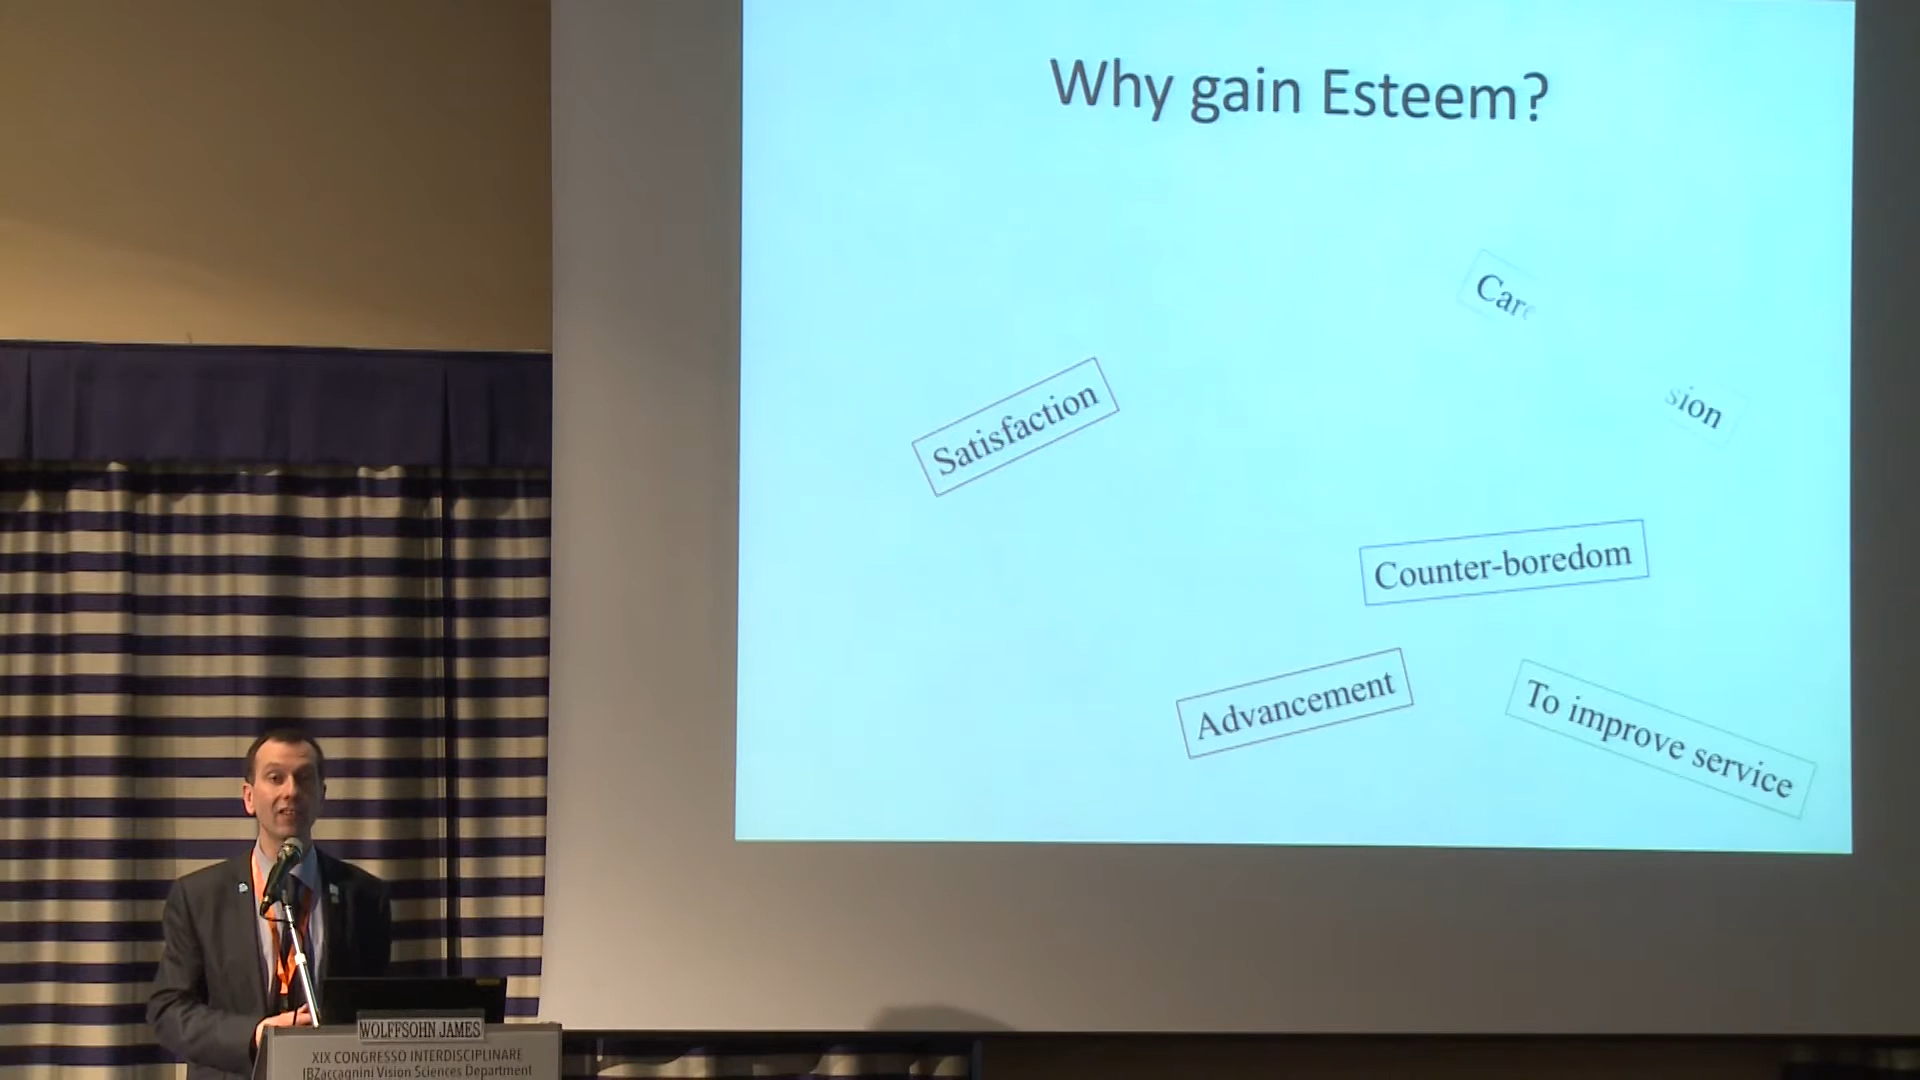 Why gain Esteem?
Care
sion
Satisfaction
Counter-boredom
Advancement
To improve service
WOLFFSOHN JAMES
XIX CONGRESSO INTERDISCIPLINARE
IBZaccagnini Vision Sciences Department